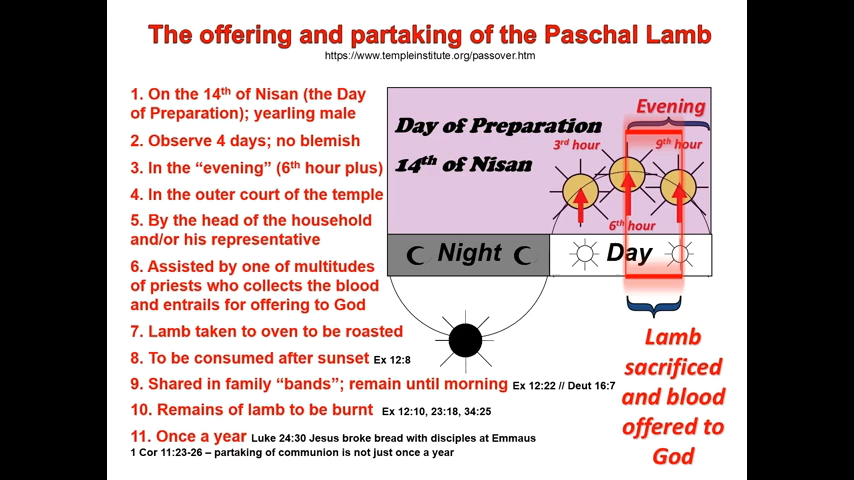 The offering and partaking of the Paschal Lamb
https://www.templeinstitute.org/passover.htm
1. On the 14th of Nisan (the Day
of Preparation); yearling male
2. Observe 4 days; no blemish
3. In the “evening” (6th hour plus)
4. In the outer court of the temple
5. By the head of the household
and/or his representative
6. Assisted by one of multitudes
of priests who collects the blood
and entrails for offering to God
7. Lamb taken to oven to be roasted
8. To be consumed after sunset Ex 12:8
9. Shared in family “bands”; remain until morning Ex 12:22 // Deut 16:7
10. Remains of lamb to be burnt Ex 12:10, 23:18, 34:25
11. Once a year Luke 24:30 Jesus broke bread with disciples at Emmaus
1 Cor 11:23-26 – partaking of communion is not just once a year
Evening
Day of Preparation
14th of Nisan
3rd hour
9th hour
6th hour
Night
Day
Lamb
sacrificed
and blood
offered to
God